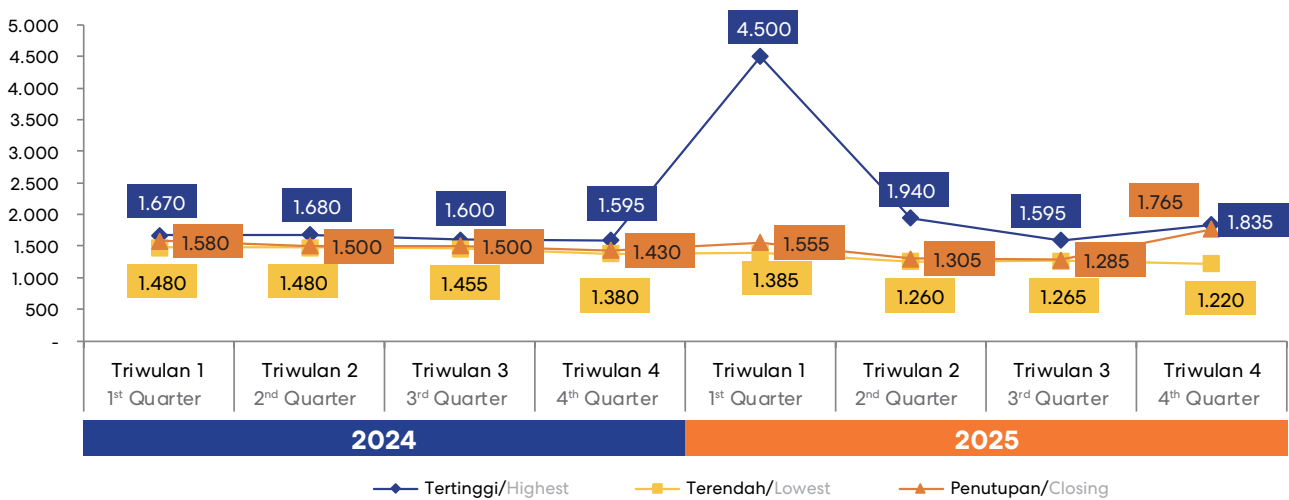 5.000
4.500
4.000
3.500
3.000
2.500
2.000
1.500
1.000
500
-
1.670
1.680
1.600
1.595
4.500
1.940
1.595
1.835
1.580
1.500
1.500
1.430
1.555
1.305
1.285
1.765
1.480
1.480
1.455
1.380
1.385
1.260
1.265
1.220
Triwulan 1
1st Quarter
Triwulan 2
2nd Quarter
Triwulan 3
3rd Quarter
Triwulan 4
4th Quarter
Triwulan 1
1st Quarter
Triwulan 2
2nd Quarter
Triwulan 3
3rd Quarter
Triwulan 4
4th Quarter
2024
2025
Tertinggi/Highest
Terendah/Lowest
Penutupan/Closing